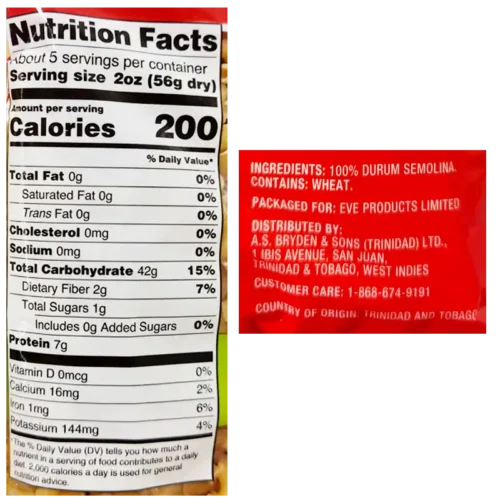 Nutrition Facts
About 5 servings per container
Serving size 2oz (56g dry)
Amount per serving
Calories 200
% Daily Value*
Total Fat 0g 0%
Saturated Fat 0g 0%
Trans Fat 0g 0%
Cholesterol 0mg 0%
Sodium 0mg 0%
Total Carbohydrate 42g 15%
Dietary Fiber 2g 7%
Total Sugars 1g
Includes 0g Added Sugars 0%
Protein 7g
Vitamin D 0mcg 0%
Calcium 16mg 2%
Iron 1mg 6%
Potassium 144mg 4%
*The % Daily Value (DV) tells you how much a
nutrient in a serving of food contributes to a daily
diet. 2,000 calories a day is used for general
nutrition advice.
INGREDIENTS: 100% DURUM SEMOLINA.
CONTAINS: WHEAT.
PACKAGED FOR: EVE PRODUCTS LIMITED
DISTRIBUTED BY:
A.S. BRYDEN & SONS (TRINIDAD) LTD.,
1 IBIS AVENUE, SAN JUAN,
TRINIDAD & TOBAGO, WEST INDIES
CUSTOMER CARE: 1-868-674-9191
COUNTRY OF ORIGIN: TRINIDAD AND TOBAGO